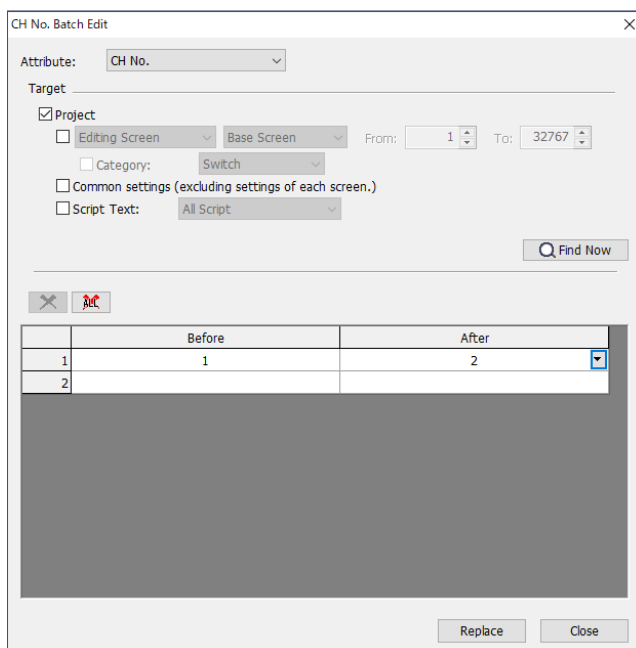 CH No. Batch Edit
Attribute: CH No.
Target
Project
Editing Screen Base Screen From: 1 To: 32767
Category: Switch
Common settings (excluding settings of each screen.)
Script Text: All Script
Find Now
ALL
Before After
1 1 2
2
Replace Close